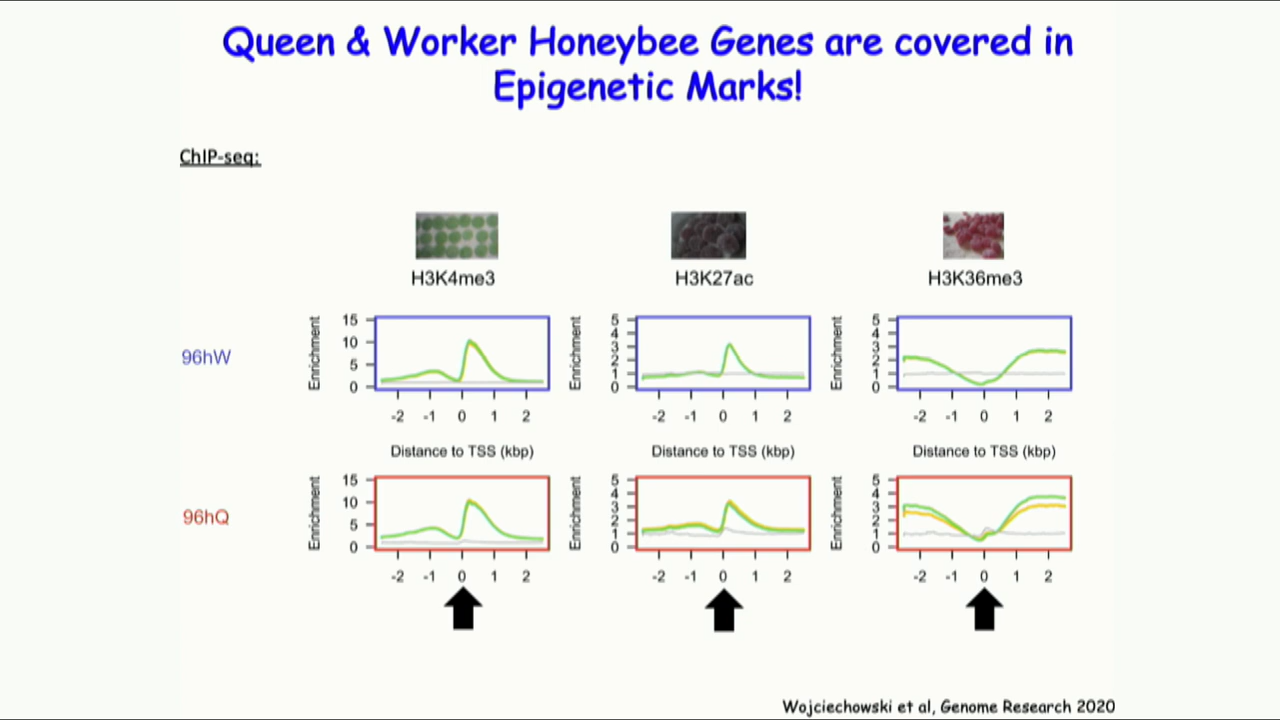 Queen & Worker Honeybee Genes are covered in
Epigenetic Marks!
ChIP-seq:
H3K4me3 H3K27ac H3K36me3
96hW
Enrichment
15
10
5
0
-2 -1 0 1 2
Distance to TSS (kbp)
Enrichment
5
4
3
2
1
0
-2 -1 0 1 2
Distance to TSS (kbp)
Enrichment
5
4
3
2
1
0
-2 -1 0 1 2
Distance to TSS (kbp)
96hQ
Enrichment
15
10
5
0
-2 -1 0 1 2
Enrichment
5
4
3
2
1
0
-2 -1 0 1 2
Enrichment
5
4
3
2
1
0
-2 -1 0 1 2
Wojciechowski et al, Genome Research 2020